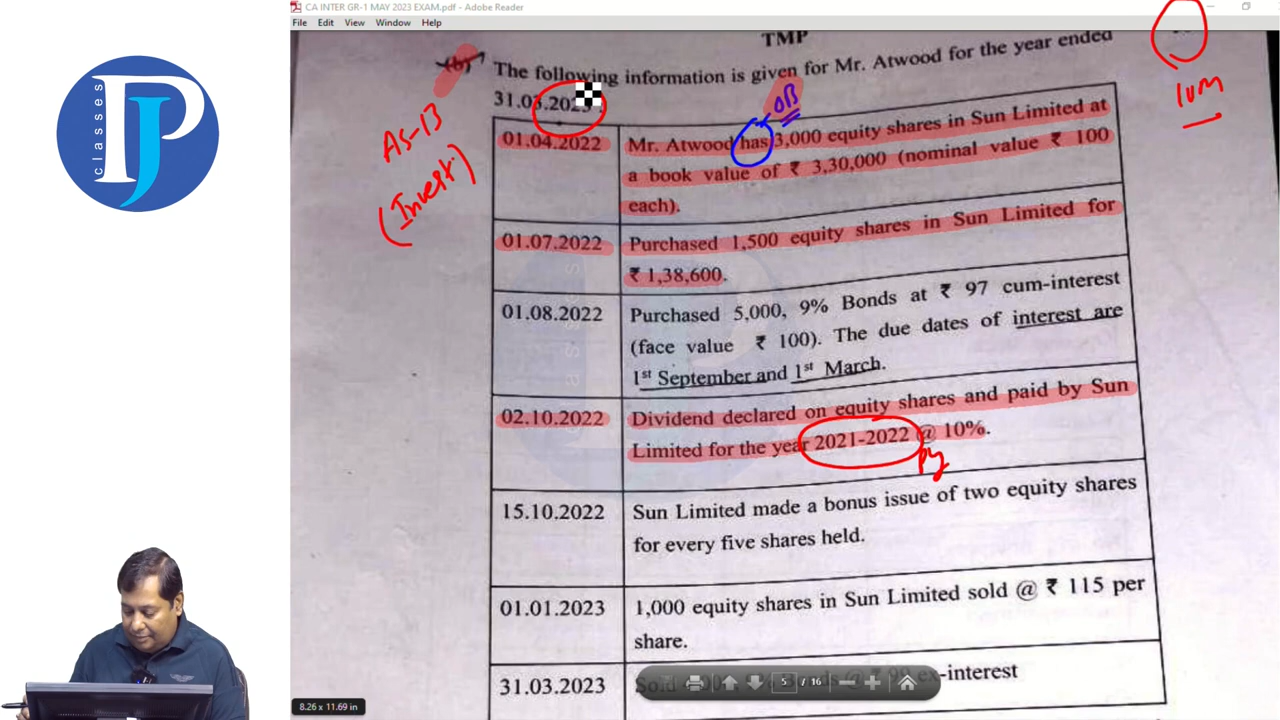 CA INTER GR-1 MAY 2023 EXAM.pdf - Adobe Reader
File Edit View Window Help
PJ
classes
TMP
(b) The following information is given for Mr. Atwood for the year ended
31.03.2023
10M
AS-13
(Invest)
OB
01.04.2022 Mr. Atwood has 3,000 equity shares in Sun Limited at
a book value of ₹ 3,30,000 (nominal value ₹ 100
each).
01.07.2022 Purchased 1,500 equity shares in Sun Limited for
₹ 1,38,600.
01.08.2022 Purchased 5,000, 9% Bonds at ₹ 97 cum-interest
(face value ₹ 100). The due dates of interest are
1st September and 1st March.
02.10.2022 Dividend declared on equity shares and paid by Sun
Limited for the year 2021-2022 @ 10%.
Py
15.10.2022 Sun Limited made a bonus issue of two equity shares
for every five shares held.
01.01.2023 1,000 equity shares in Sun Limited sold @ ₹ 115 per
share.
31.03.2023 ex-interest
5 / 16
8.26 x 11.69 in